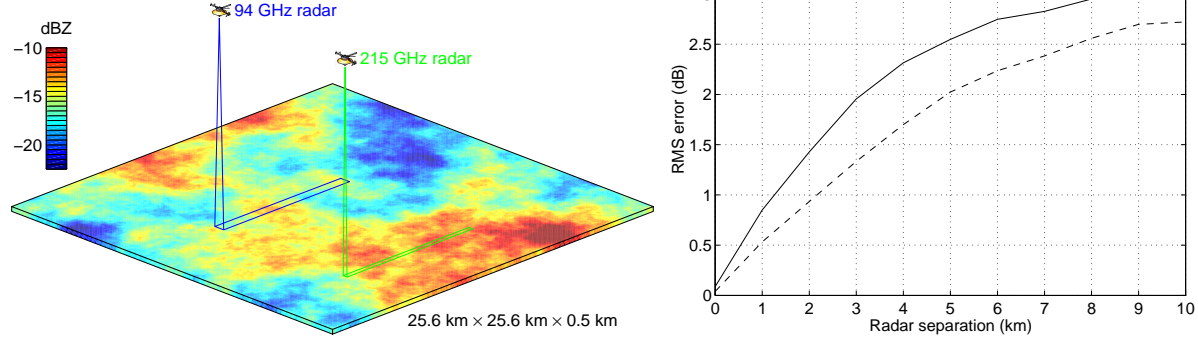 94 GHz radar
dBZ
−10
−15
−20
215 GHz radar
25.6 km × 25.6 km × 0.5 km
2.5
2
1.5
1
0.5
0
RMS error (dB)
0 1 2 3 4 5 6 7 8 9 10
Radar separation (km)